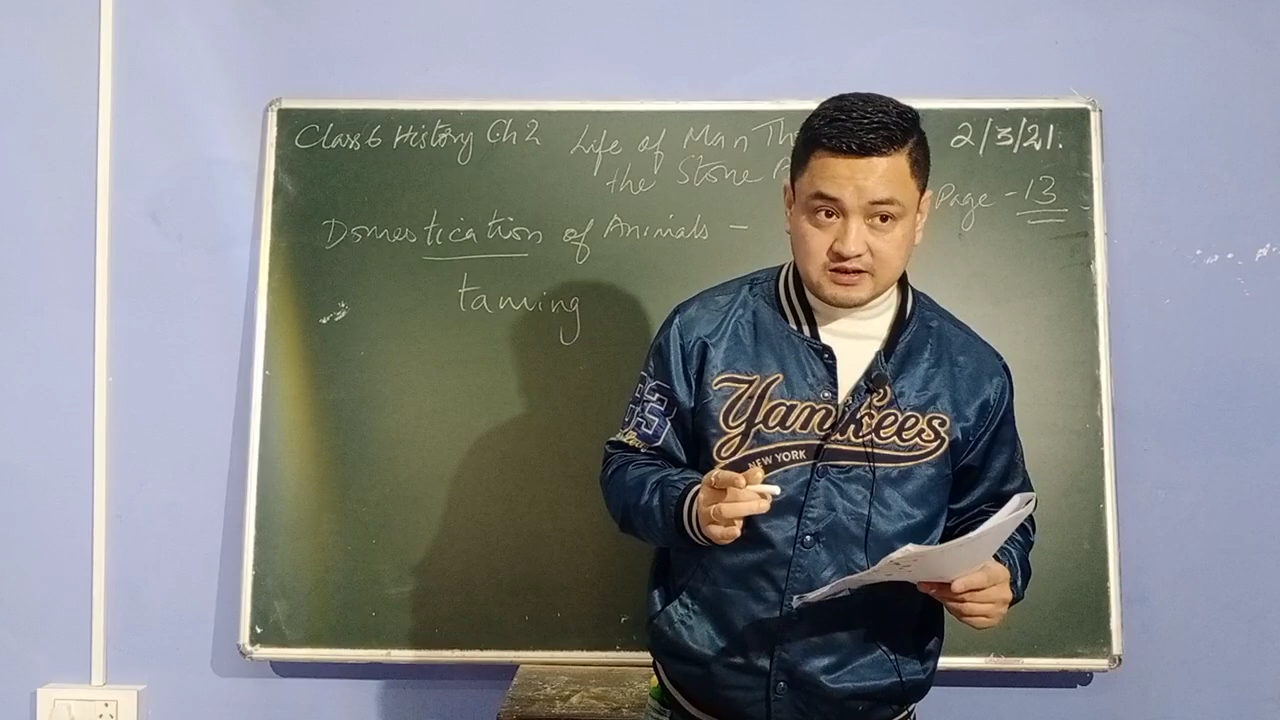 Class 6 History Ch 2 Life of Man Th 2/3/21.
the Stone A Page - 13
Domestication of Animals -
taming
83
Yankees
NEW YORK